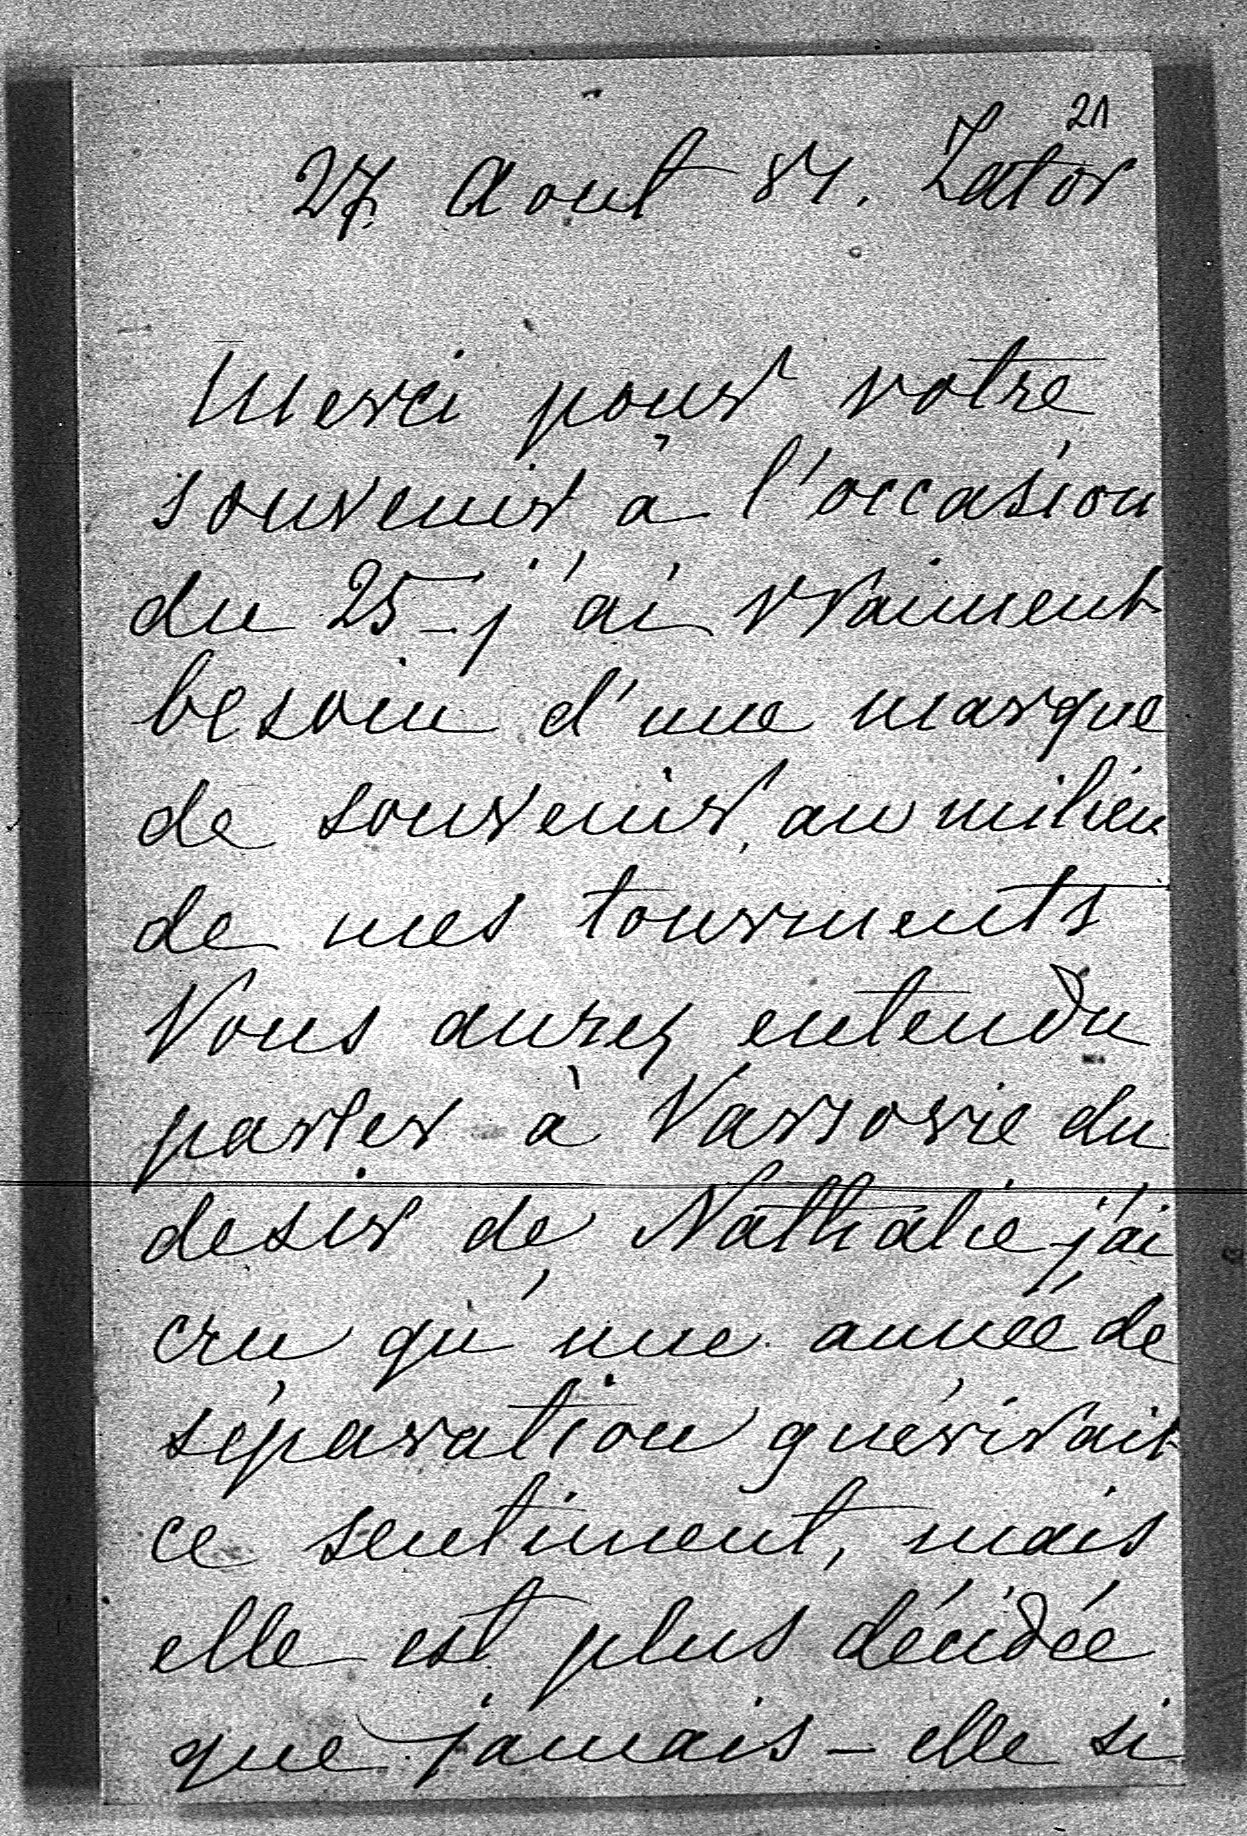 21
27 Aout 84. Zator
Merci pour votre
souvenir à l'occasion
du 25 - j'ai vraiment
besoin d'une marque
de souvenir, au milieu
de mes tourments
Vous aurez entendu
parler à Varsovie du
desir de Nathalie j'ai
cru qu'une année de
séparation guérirait
ce sentiment, mais
elle est plus décidée
que jamais - elle si